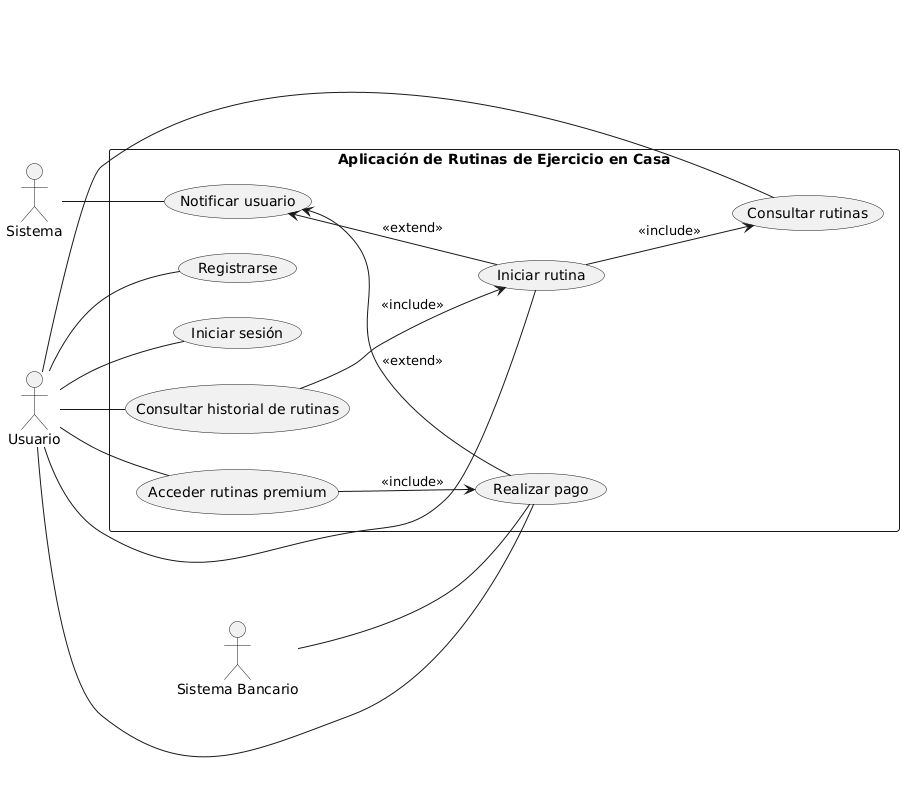 Aplicación de Rutinas de Ejercicio en Casa
Sistema
Notificar usuario
Consultar rutinas
«extend»
«include»
Registrarse
Iniciar rutina
«include»
Iniciar sesión
«extend»
Usuario
Consultar historial de rutinas
Acceder rutinas premium
«include»
Realizar pago
Sistema Bancario